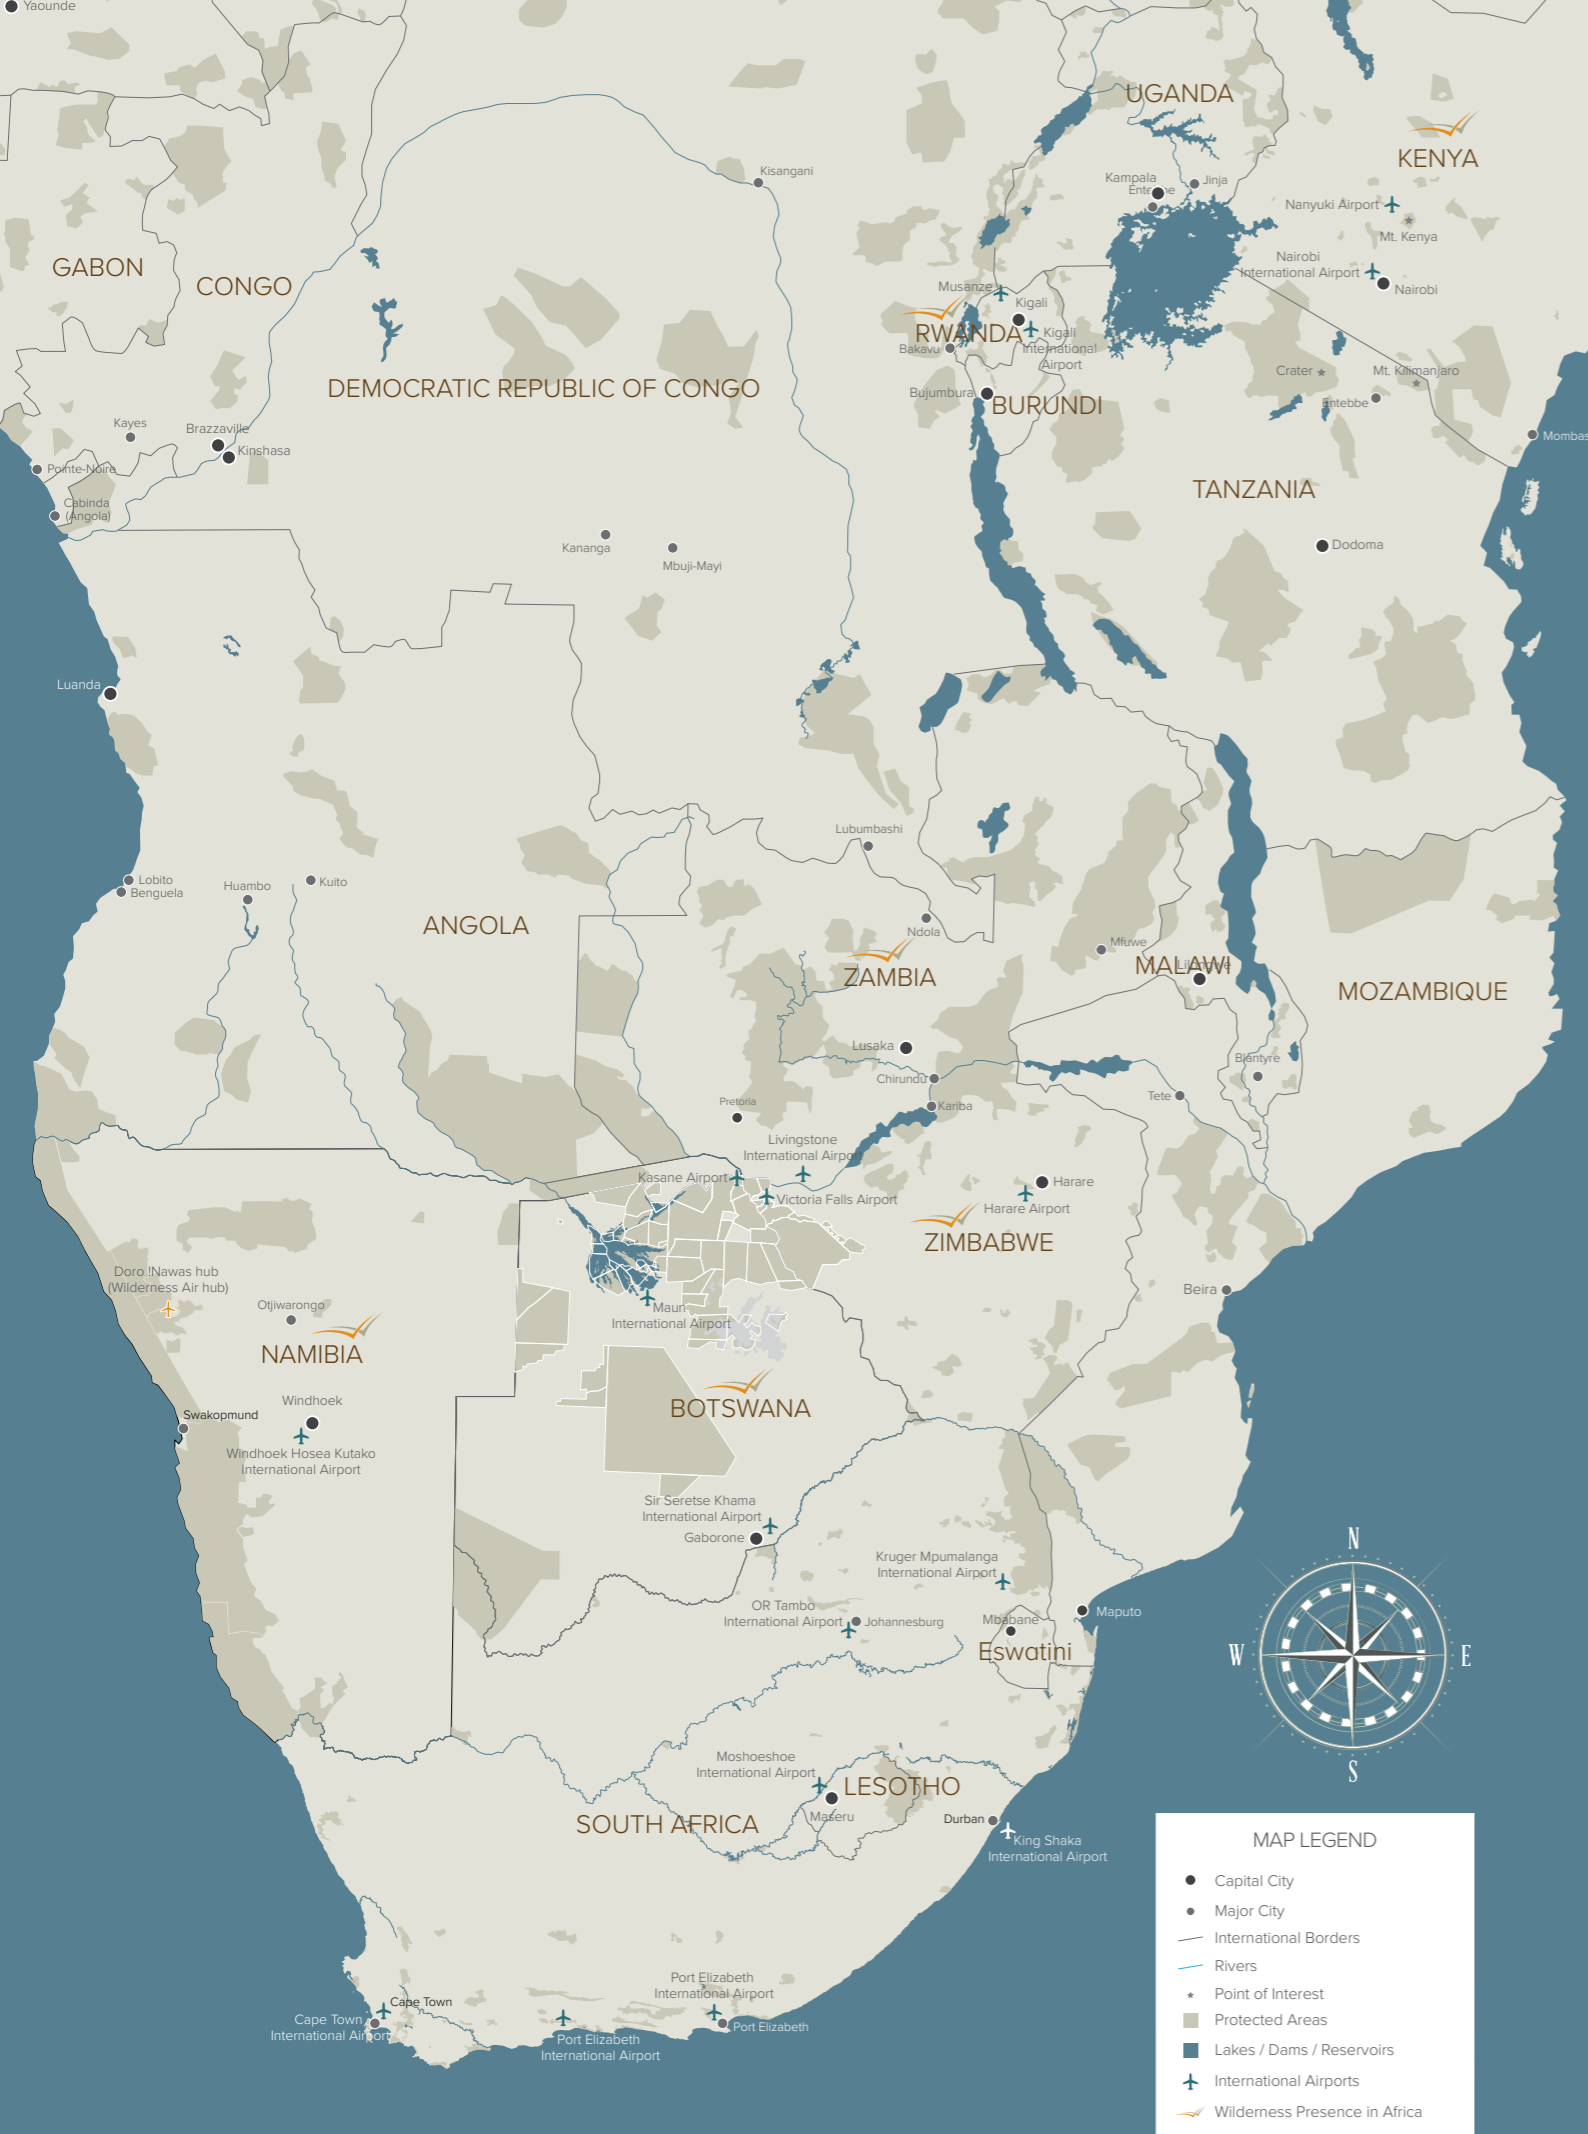 Yaounde
UGANDA
KENYA
Kisangani
Kampala
Entebbe
Jinja
Nanyuki Airport
Mt. Kenya
GABON
CONGO
Nairobi
International Airport
Nairobi
Musanze
Kigali
RWANDA
Kigali
International
Airport
Bakavu
DEMOCRATIC REPUBLIC OF CONGO
Crater
Mt. Kilimanjaro
Bujumbura
BURUNDI
Entebbe
Kayes
Brazzaville
Kinshasa
Mombas
Pointe-Noire
TANZANIA
Cabinda
(Angola)
Kananga
Mbuji-Mayi
Dodoma
Luanda
Lubumbashi
Lobito
Benguela
Huambo
Kuito
ANGOLA
Ndola
Mfuwe
ZAMBIA
MALAWI
Lilongwe
MOZAMBIQUE
Lusaka
Blantyre
Chirundu
Kariba
Tete
Pretoria
Livingstone
International Airport
Kasane Airport
Victoria Falls Airport
Harare
Harare Airport
ZIMBABWE
Doro !Nawas hub
(Wilderness Air hub)
Otjiwarongo
Maun
International Airport
Beira
NAMIBIA
Windhoek
Swakopmund
Windhoek Hosea Kutako
International Airport
BOTSWANA
Sir Seretse Khama
International Airport
Gaborone
Kruger Mpumalanga
International Airport
OR Tambo
International Airport
Johannesburg
Mbabane
Maputo
Eswatini
N
W
E
S
Moshoeshoe
International Airport
LESOTHO
Maseru
SOUTH AFRICA
Durban
King Shaka
International Airport
Port Elizabeth
International Airport
Cape Town
Cape Town
International Airport
Port Elizabeth
Port Elizabeth
International Airport
MAP LEGEND
Capital City
Major City
International Borders
Rivers
Point of Interest
Protected Areas
Lakes / Dams / Reservoirs
International Airports
Wilderness Presence in Africa